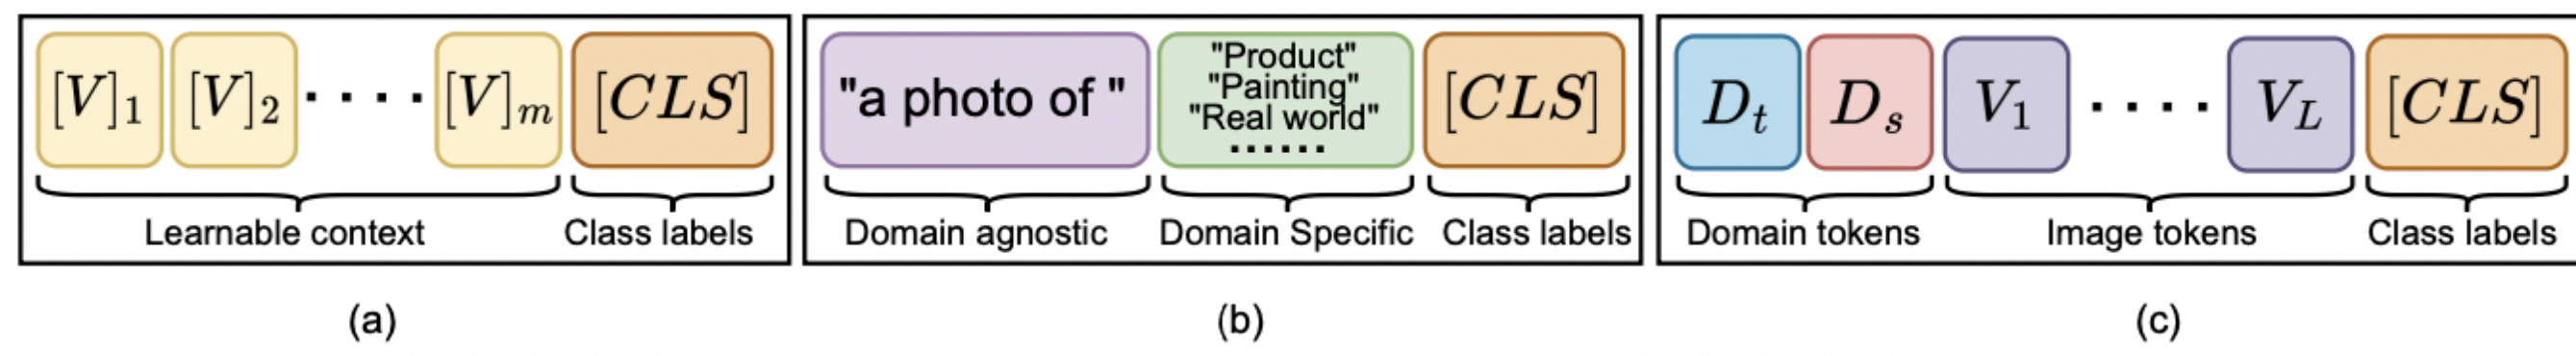 [V]₁ [V]₂ ···· [V]ₘ [CLS]
Learnable context Class labels
(a)
"a photo of " "Product"
"Painting"
"Real world"
······
[CLS]
Domain agnostic Domain Specific Class labels
(b)
Dₜ Dₛ V₁ ···· V_L [CLS]
Domain tokens Image tokens Class labels
(c)